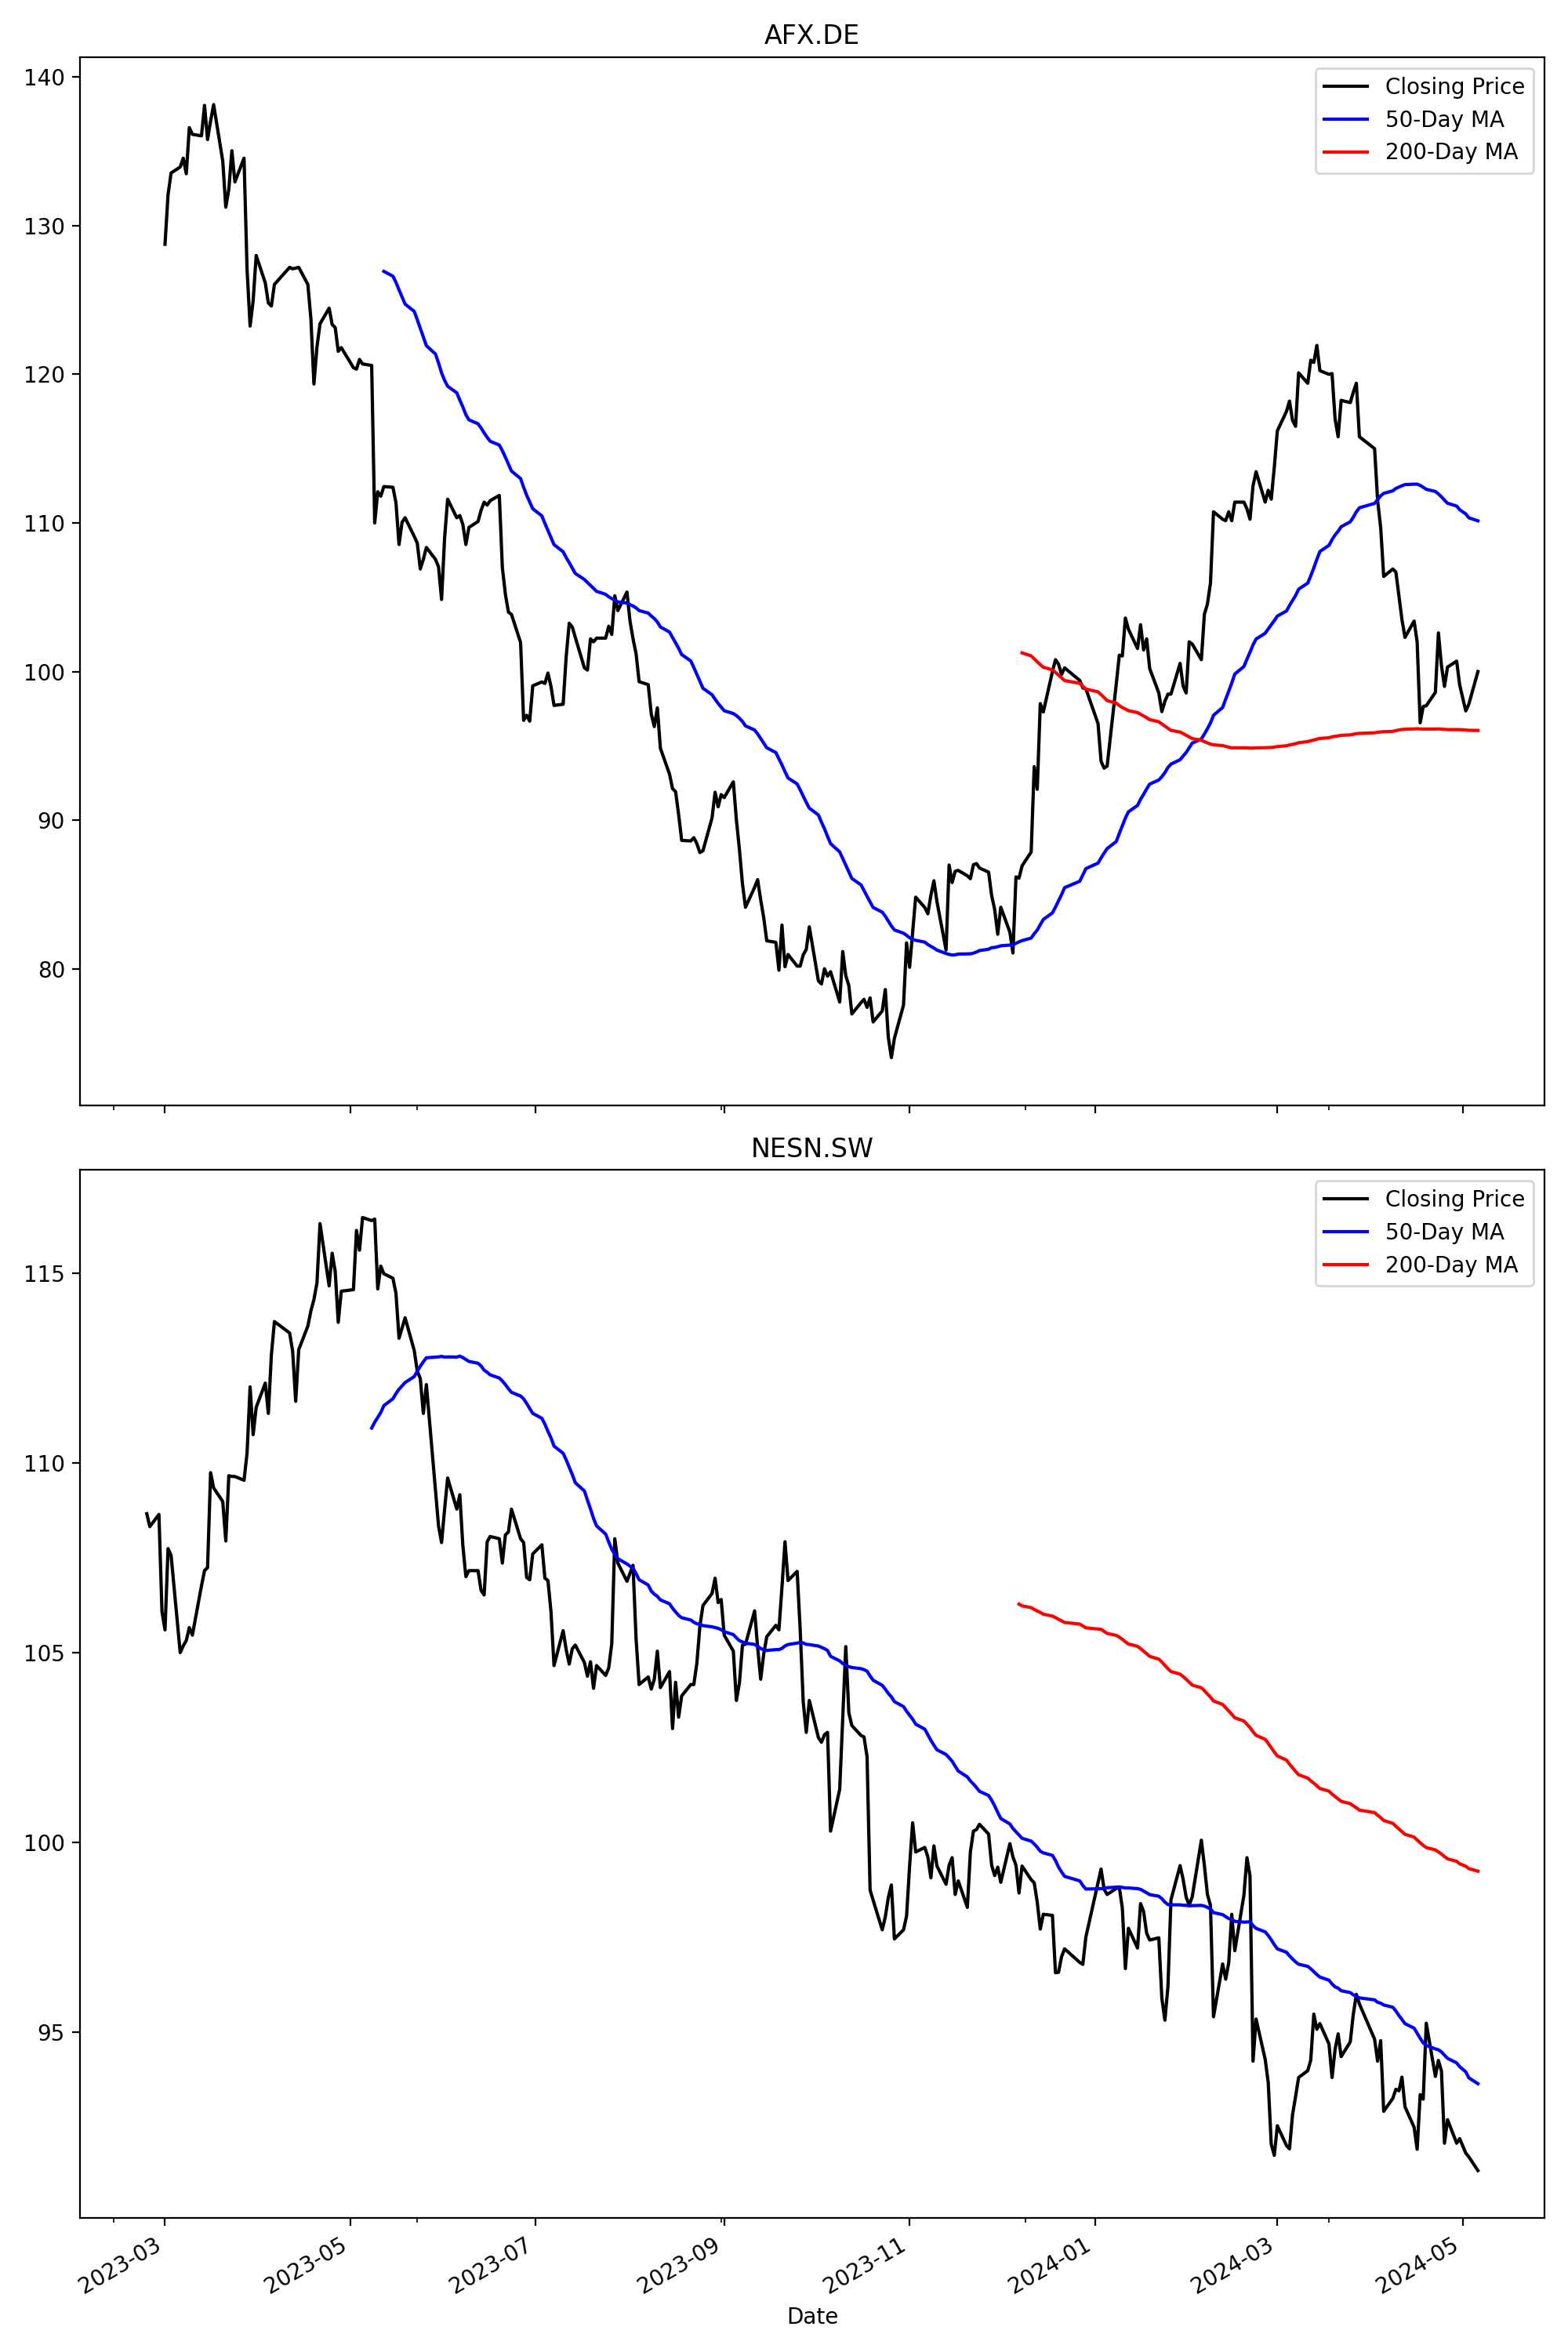 AFX.DE
140
130
120
110
100
90
80
Closing Price
50-Day MA
200-Day MA
NESN.SW
115
110
105
100
95
Closing Price
50-Day MA
200-Day MA
2023-03
2023-05
2023-07
2023-09
2023-11
2024-01
2024-03
2024-05
Date